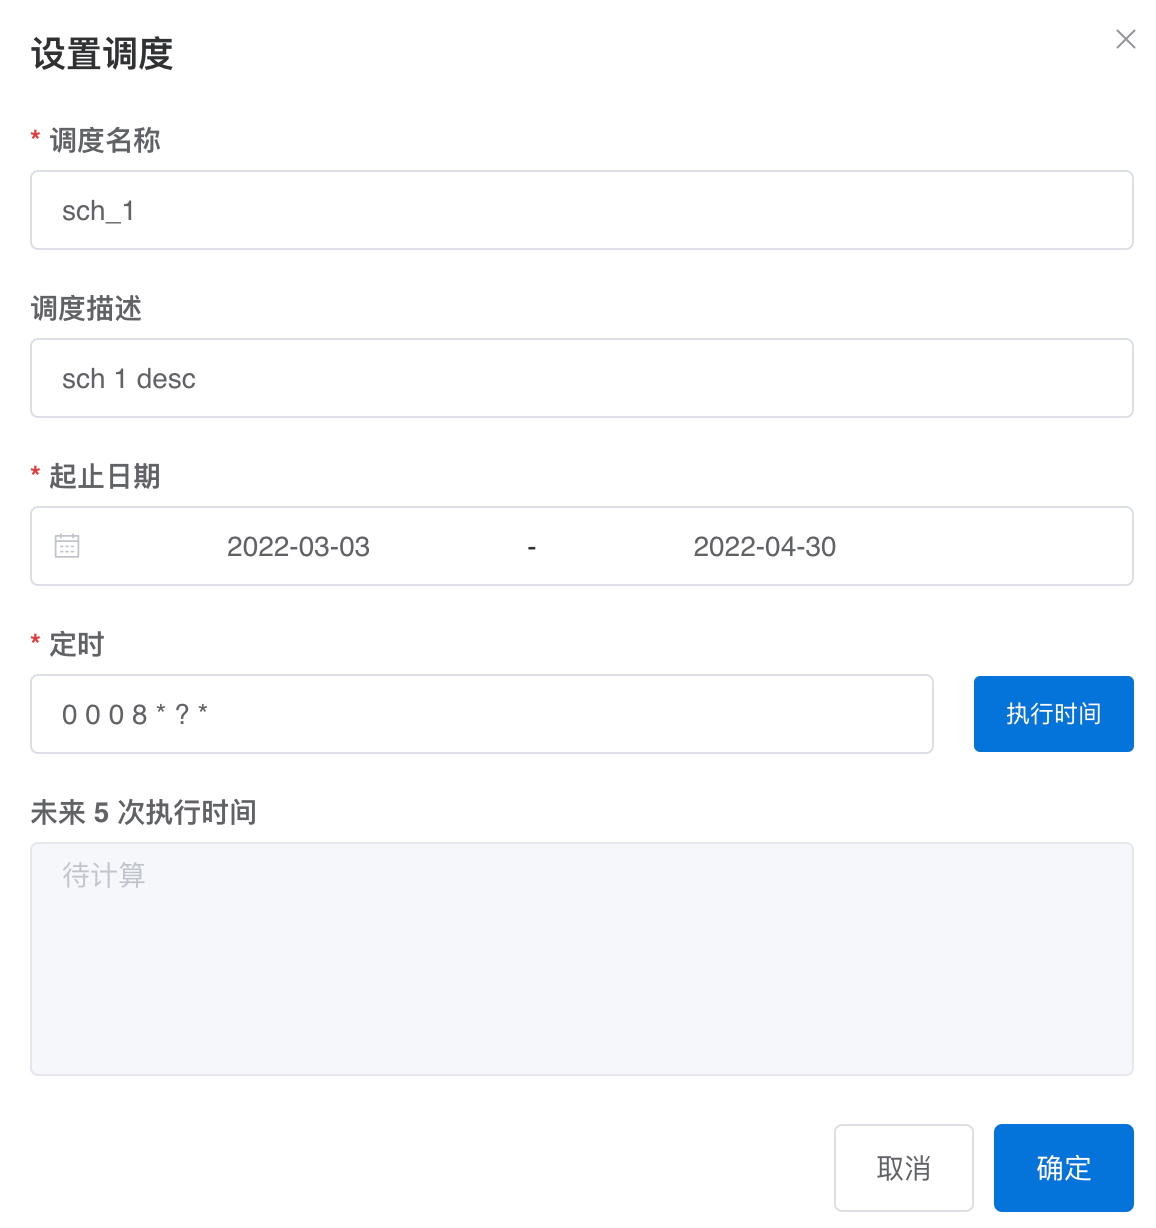 设置调度
* 调度名称
sch_1
调度描述
sch 1 desc
* 起止日期
2022-03-03 - 2022-04-30
* 定时
0 0 0 8 * ? * 执行时间
未来 5 次执行时间
待计算
取消 确定